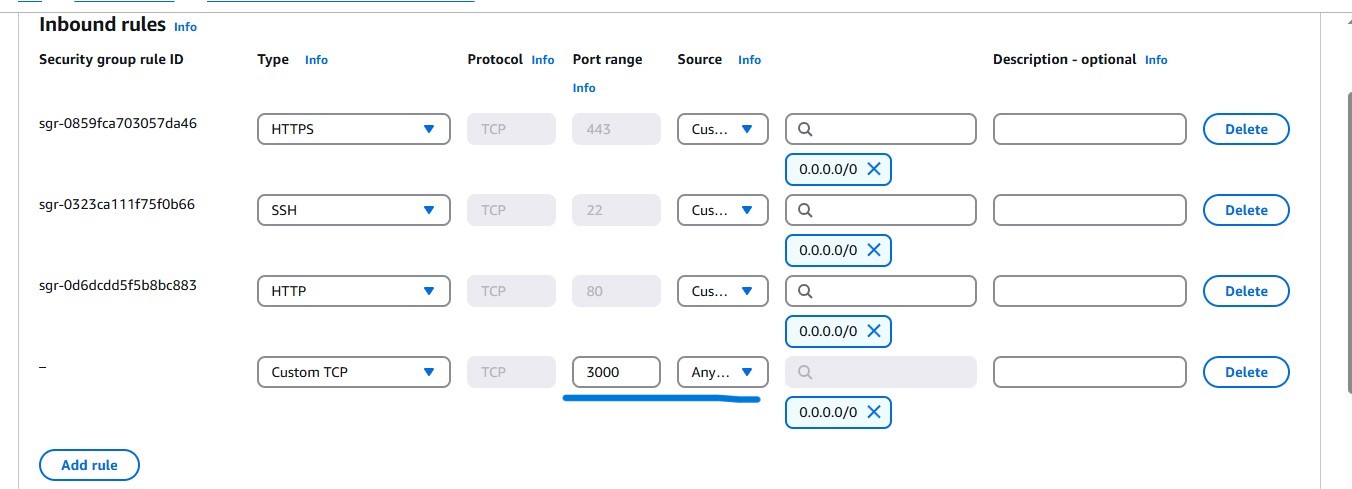 Inbound rules Info
Security group rule ID Type Info Protocol Info Port range Info Source Info Description - optional Info
sgr-0859fca703057da46 HTTPS TCP 443 Cus... Delete
0.0.0.0/0
sgr-0323ca111f75f0b66 SSH TCP 22 Cus... Delete
0.0.0.0/0
sgr-0d6dcdd5f5b8bc883 HTTP TCP 80 Cus... Delete
0.0.0.0/0
– Custom TCP TCP 3000 Any... Delete
0.0.0.0/0
Add rule